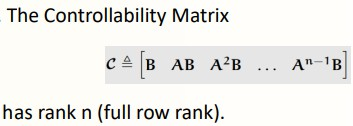 The Controllability Matrix
𝒞 ≜ [B AB A²B ... Aⁿ⁻¹B]
has rank n (full row rank).